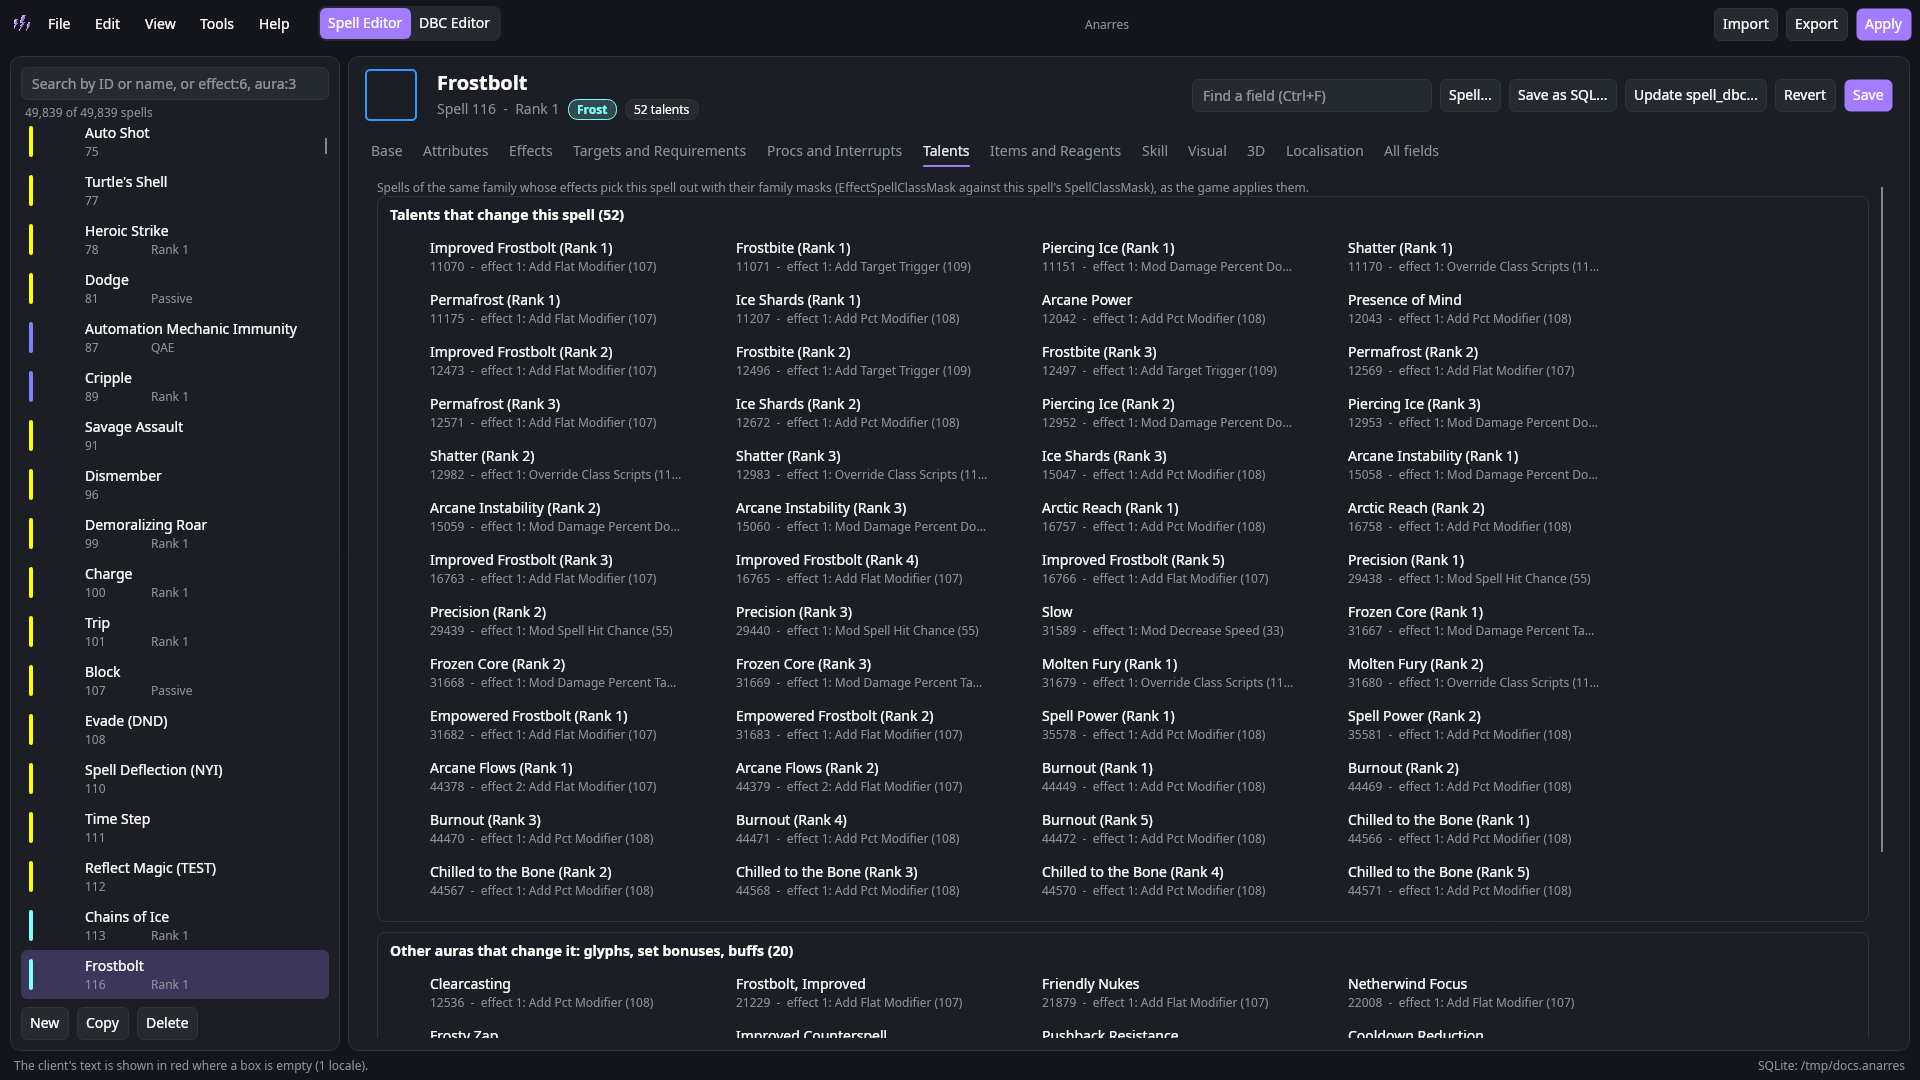 File Edit View Tools Help Spell Editor DBC Editor Anarres Import Export Apply
Search by ID or name, or effect:6, aura:3
49,839 of 49,839 spells
Auto Shot
75
Turtle's Shell
77
Heroic Strike
78 Rank 1
Dodge
81 Passive
Automation Mechanic Immunity
87 QAE
Cripple
89 Rank 1
Savage Assault
91
Dismember
96
Demoralizing Roar
99 Rank 1
Charge
100 Rank 1
Trip
101 Rank 1
Block
107 Passive
Evade (DND)
108
Spell Deflection (NYI)
110
Time Step
111
Reflect Magic (TEST)
112
Chains of Ice
113 Rank 1
Frostbolt
116 Rank 1
New Copy Delete
Frostbolt
Spell 116 - Rank 1 Frost 52 talents
Find a field (Ctrl+F) Spell... Save as SQL... Update spell_dbc... Revert Save
Base Attributes Effects Targets and Requirements Procs and Interrupts Talents Items and Reagents Skill Visual 3D Localisation All fields
Spells of the same family whose effects pick this spell out with their family masks (EffectSpellClassMask against this spell's SpellClassMask), as the game applies them.
Talents that change this spell (52)
Improved Frostbolt (Rank 1) Frostbite (Rank 1) Piercing Ice (Rank 1) Shatter (Rank 1)
11070 - effect 1: Add Flat Modifier (107) 11071 - effect 1: Add Target Trigger (109) 11151 - effect 1: Mod Damage Percent Do... 11170 - effect 1: Override Class Scripts (11...
Permafrost (Rank 1) Ice Shards (Rank 1) Arcane Power Presence of Mind
11175 - effect 1: Add Flat Modifier (107) 11207 - effect 1: Add Pct Modifier (108) 12042 - effect 1: Add Pct Modifier (108) 12043 - effect 1: Add Pct Modifier (108)
Improved Frostbolt (Rank 2) Frostbite (Rank 2) Frostbite (Rank 3) Permafrost (Rank 2)
12473 - effect 1: Add Flat Modifier (107) 12496 - effect 1: Add Target Trigger (109) 12497 - effect 1: Add Target Trigger (109) 12569 - effect 1: Add Flat Modifier (107)
Permafrost (Rank 3) Ice Shards (Rank 2) Piercing Ice (Rank 2) Piercing Ice (Rank 3)
12571 - effect 1: Add Flat Modifier (107) 12672 - effect 1: Add Pct Modifier (108) 12952 - effect 1: Mod Damage Percent Do... 12953 - effect 1: Mod Damage Percent Do...
Shatter (Rank 2) Shatter (Rank 3) Ice Shards (Rank 3) Arcane Instability (Rank 1)
12982 - effect 1: Override Class Scripts (11... 12983 - effect 1: Override Class Scripts (11... 15047 - effect 1: Add Pct Modifier (108) 15058 - effect 1: Mod Damage Percent Do...
Arcane Instability (Rank 2) Arcane Instability (Rank 3) Arctic Reach (Rank 1) Arctic Reach (Rank 2)
15059 - effect 1: Mod Damage Percent Do... 15060 - effect 1: Mod Damage Percent Do... 16757 - effect 1: Add Pct Modifier (108) 16758 - effect 1: Add Pct Modifier (108)
Improved Frostbolt (Rank 3) Improved Frostbolt (Rank 4) Improved Frostbolt (Rank 5) Precision (Rank 1)
16763 - effect 1: Add Flat Modifier (107) 16765 - effect 1: Add Flat Modifier (107) 16766 - effect 1: Add Flat Modifier (107) 29438 - effect 1: Mod Spell Hit Chance (55)
Precision (Rank 2) Precision (Rank 3) Slow Frozen Core (Rank 1)
29439 - effect 1: Mod Spell Hit Chance (55) 29440 - effect 1: Mod Spell Hit Chance (55) 31589 - effect 1: Mod Decrease Speed (33) 31667 - effect 1: Mod Damage Percent Ta...
Frozen Core (Rank 2) Frozen Core (Rank 3) Molten Fury (Rank 1) Molten Fury (Rank 2)
31668 - effect 1: Mod Damage Percent Ta... 31669 - effect 1: Mod Damage Percent Ta... 31679 - effect 1: Override Class Scripts (11... 31680 - effect 1: Override Class Scripts (11...
Empowered Frostbolt (Rank 1) Empowered Frostbolt (Rank 2) Spell Power (Rank 1) Spell Power (Rank 2)
31682 - effect 1: Add Flat Modifier (107) 31683 - effect 1: Add Flat Modifier (107) 35578 - effect 1: Add Pct Modifier (108) 35581 - effect 1: Add Pct Modifier (108)
Arcane Flows (Rank 1) Arcane Flows (Rank 2) Burnout (Rank 1) Burnout (Rank 2)
44378 - effect 2: Add Flat Modifier (107) 44379 - effect 2: Add Flat Modifier (107) 44449 - effect 1: Add Pct Modifier (108) 44469 - effect 1: Add Pct Modifier (108)
Burnout (Rank 3) Burnout (Rank 4) Burnout (Rank 5) Chilled to the Bone (Rank 1)
44470 - effect 1: Add Pct Modifier (108) 44471 - effect 1: Add Pct Modifier (108) 44472 - effect 1: Add Pct Modifier (108) 44566 - effect 1: Add Pct Modifier (108)
Chilled to the Bone (Rank 2) Chilled to the Bone (Rank 3) Chilled to the Bone (Rank 4) Chilled to the Bone (Rank 5)
44567 - effect 1: Add Pct Modifier (108) 44568 - effect 1: Add Pct Modifier (108) 44570 - effect 1: Add Pct Modifier (108) 44571 - effect 1: Add Pct Modifier (108)
Other auras that change it: glyphs, set bonuses, buffs (20)
Clearcasting Frostbolt, Improved Friendly Nukes Netherwind Focus
12536 - effect 1: Add Pct Modifier (108) 21229 - effect 1: Add Flat Modifier (107) 21879 - effect 1: Add Flat Modifier (107) 22008 - effect 1: Add Flat Modifier (107)
Frosty Zap Improved Counterspell Pushback Resistance Cooldown Reduction
The client's text is shown in red where a box is empty (1 locale). SQLite: /tmp/docs.anarres